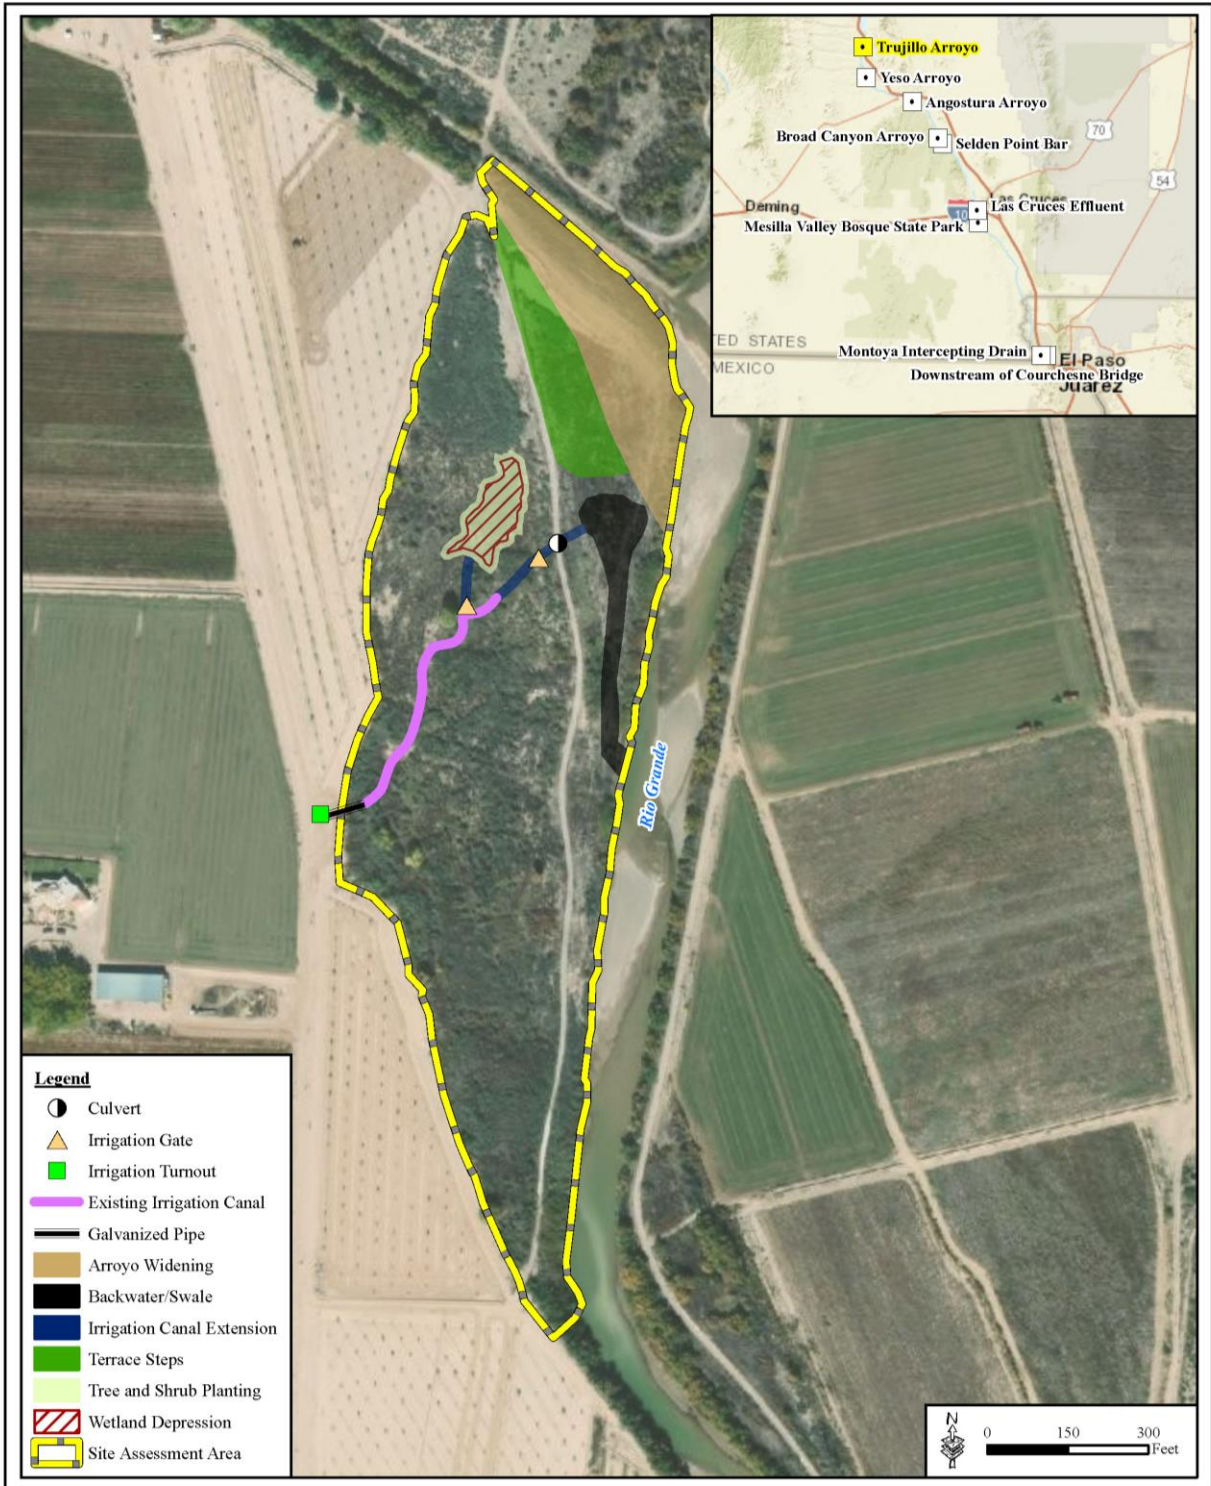 Trujillo Arroyo
Yeso Arroyo
Angostura Arroyo
Broad Canyon Arroyo
Selden Point Bar
70
54
Deming
Las Cruces
10
Las Cruces Effluent
Mesilla Valley Bosque State Park
TED STATES
MEXICO
Montoya Intercepting Drain
El Paso
Downstream of Courchesne Bridge
Juarez
Rio Grande
Legend
Culvert
Irrigation Gate
Irrigation Turnout
Existing Irrigation Canal
Galvanized Pipe
Arroyo Widening
Backwater/Swale
Irrigation Canal Extension
Terrace Steps
Tree and Shrub Planting
Wetland Depression
Site Assessment Area
N
0 150 300
Feet